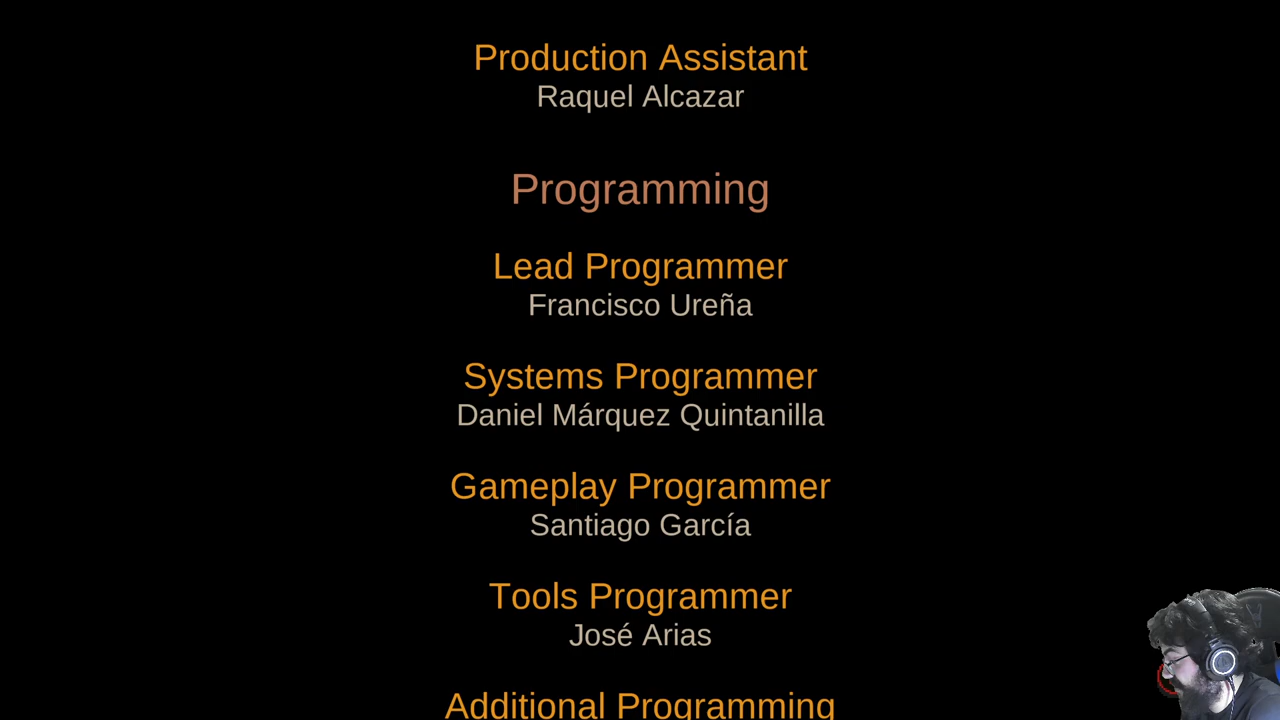 Production Assistant
Raquel Alcazar
Programming
Lead Programmer
Francisco Ureña
Systems Programmer
Daniel Márquez Quintanilla
Gameplay Programmer
Santiago García
Tools Programmer
José Arias
Additional Programming